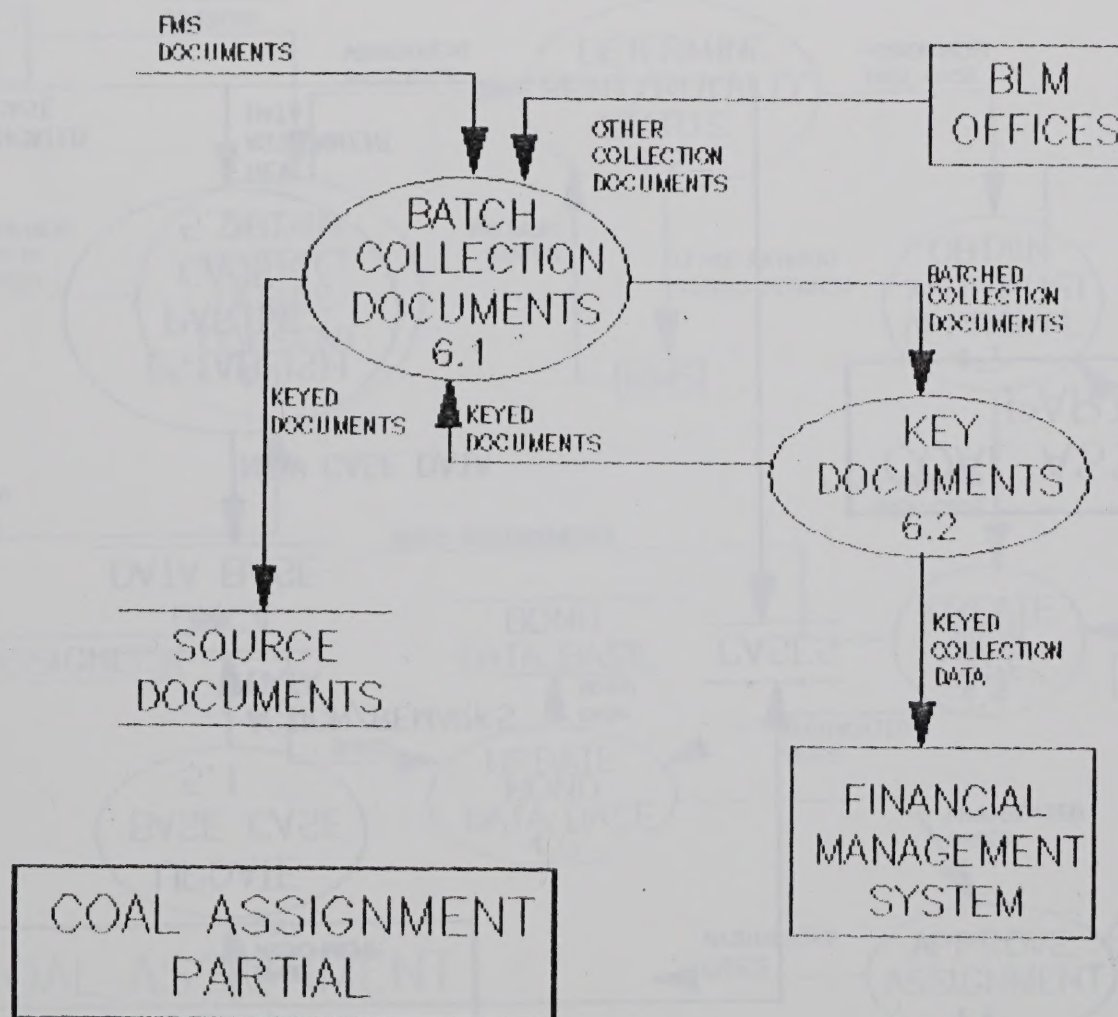 FMS
DOCUMENTS
BLM
OFFICES
OTHER
COLLECTION
DOCUMENTS
BATCH
COLLECTION
DOCUMENTS
6.1
BATCHED
COLLECTION
DOCUMENTS
KEYED
DOCUMENTS
KEYED
DOCUMENTS
KEY
DOCUMENTS
6.2
SOURCE
DOCUMENTS
KEYED
COLLECTION
DATA
FINANCIAL
MANAGEMENT
SYSTEM
COAL ASSIGNMENT
PARTIAL